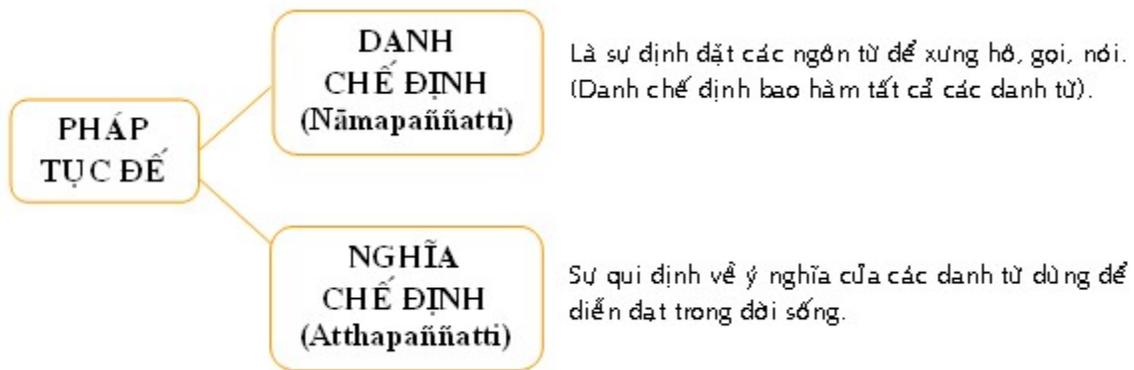 PHÁP
TỤC ĐẾ
DANH
CHẾ ĐỊNH
(Nāmapaññatti)
Là sự định đặt các ngôn từ để xưng hô, gọi, nói.
(Danh chế định bao hàm tất cả các danh từ).
NGHĨA
CHẾ ĐỊNH
(Atthapaññatti)
Sự qui định về ý nghĩa của các danh từ dùng để
diễn đạt trong đời sống.